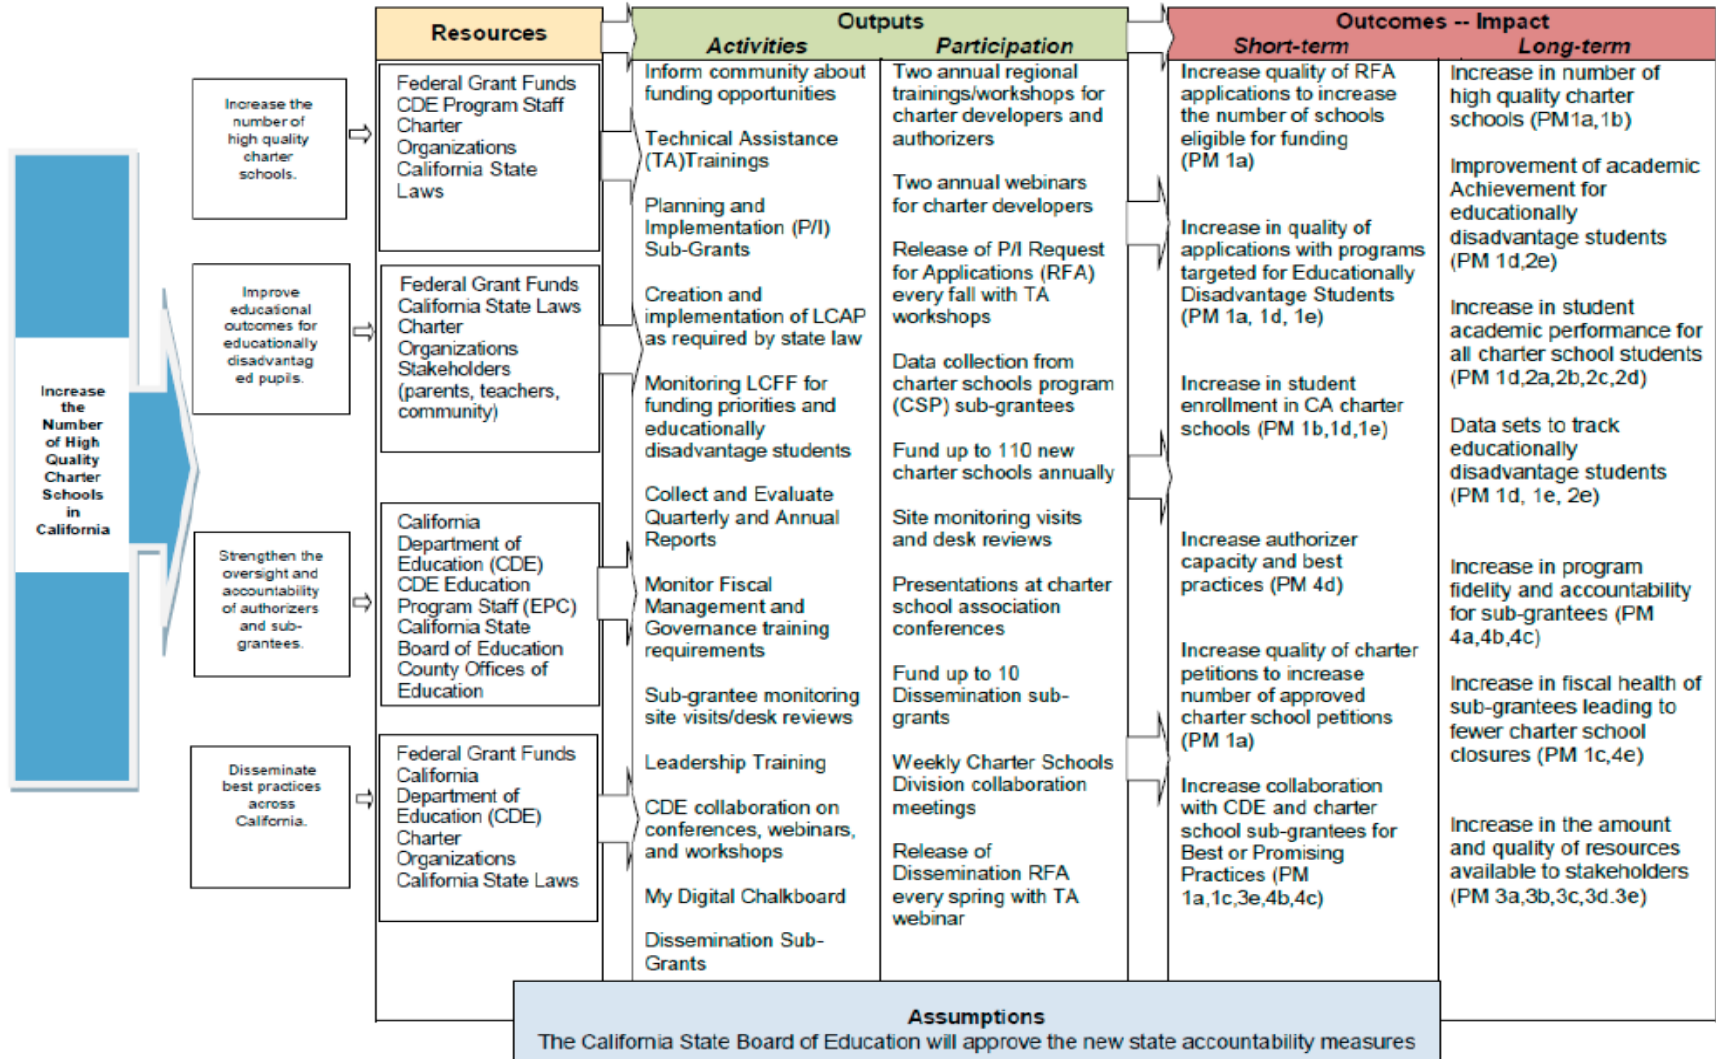 Increase
the
Number
of High
Quality
Charter
Schools
in
California
Increase the
number of
high quality
charter
schools.
Improve
educational
outcomes for
educationally
disadvantag
ed pupils.
Strengthen the
oversight and
accountability
of authorizers
and sub-
grantees.
Disseminate
best practices
across
California.
Resources
Federal Grant Funds
CDE Program Staff
Charter
Organizations
California State
Laws
Federal Grant Funds
California State Laws
Charter
Organizations
Stakeholders
(parents, teachers,
community)
California
Department of
Education (CDE)
CDE Education
Program Staff (EPC)
California State
Board of Education
County Offices of
Education
Federal Grant Funds
California
Department of
Education (CDE)
Charter
Organizations
California State Laws
Outputs
Activities
Inform community about
funding opportunities
Technical Assistance
(TA)Trainings
Planning and
Implementation (P/I)
Sub-Grants
Creation and
implementation of LCAP
as required by state law
Monitoring LCFF for
funding priorities and
educationally
disadvantage students
Collect and Evaluate
Quarterly and Annual
Reports
Monitor Fiscal
Management and
Governance training
requirements
Sub-grantee monitoring
site visits/desk reviews
Leadership Training
CDE collaboration on
conferences, webinars,
and workshops
My Digital Chalkboard
Dissemination Sub-
Grants
Participation
Two annual regional
trainings/workshops for
charter developers and
authorizers
Two annual webinars
for charter developers
Release of P/I Request
for Applications (RFA)
every fall with TA
workshops
Data collection from
charter schools program
(CSP) sub-grantees
Fund up to 110 new
charter schools annually
Site monitoring visits
and desk reviews
Presentations at charter
school association
conferences
Fund up to 10
Dissemination sub-
grants
Weekly Charter Schools
Division collaboration
meetings
Release of
Dissemination RFA
every spring with TA
webinar
Outcomes -- Impact
Short-term
Increase quality of RFA
applications to increase
the number of schools
eligible for funding
(PM 1a)
Increase in quality of
applications with programs
targeted for Educationally
Disadvantage Students
(PM 1a, 1d, 1e)
Increase in student
enrollment in CA charter
schools (PM 1b,1d,1e)
Increase authorizer
capacity and best
practices (PM 4d)
Increase quality of charter
petitions to increase
number of approved
charter school petitions
(PM 1a)
Increase collaboration
with CDE and charter
school sub-grantees for
Best or Promising
Practices (PM
1a,1c,3e,4b,4c)
Long-term
Increase in number of
high quality charter
schools (PM1a,1b)
Improvement of academic
Achievement for
educationally
disadvantage students
(PM 1d,2e)
Increase in student
academic performance for
all charter school students
(PM 1d,2a,2b,2c,2d)
Data sets to track
educationally
disadvantage students
(PM 1d, 1e, 2e)
Increase in program
fidelity and accountability
for sub-grantees (PM
4a,4b,4c)
Increase in fiscal health of
sub-grantees leading to
fewer charter school
closures (PM 1c,4e)
Increase in the amount
and quality of resources
available to stakeholders
(PM 3a,3b,3c,3d.3e)
Assumptions
The California State Board of Education will approve the new state accountability measures